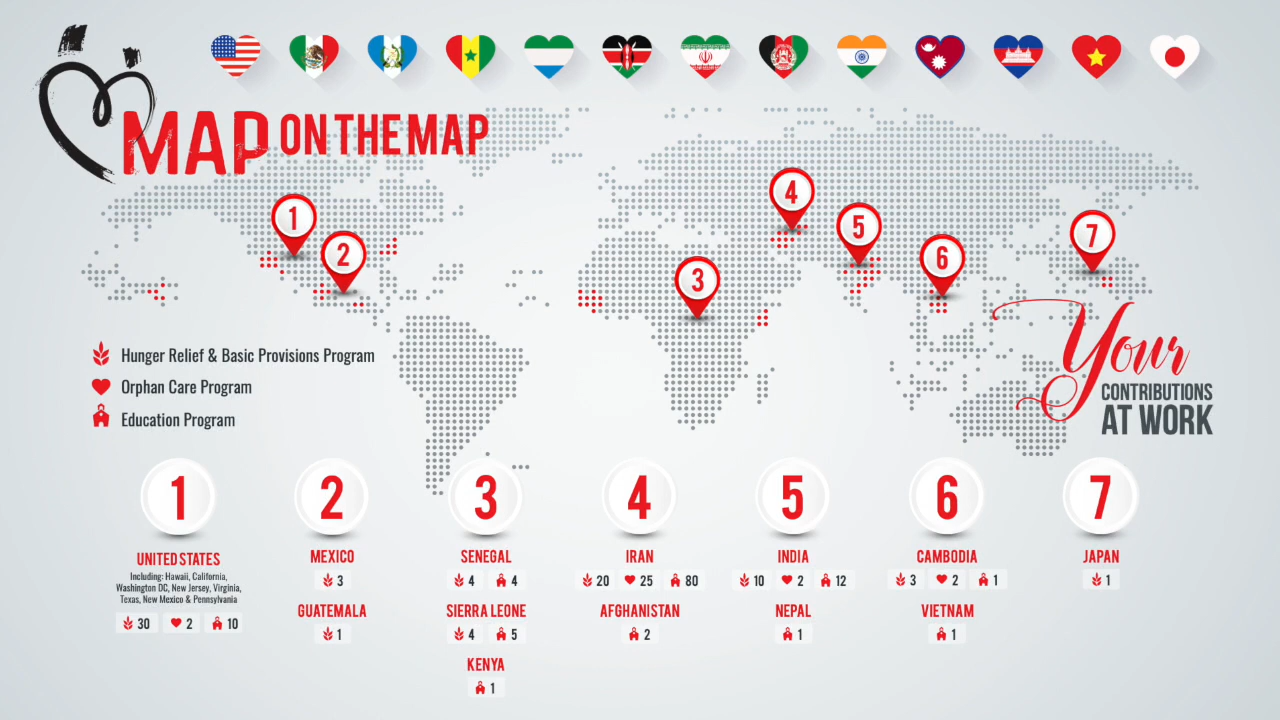 MAP ON THE MAP
1
2
3
4
5
6
7
Hunger Relief & Basic Provisions Program
Orphan Care Program
Education Program
Your
CONTRIBUTIONS
AT WORK
1
UNITED STATES
Including: Hawaii, California,
Washington DC, New Jersey, Virginia,
Texas, New Mexico & Pennsylvania
30 2 10
2
MEXICO
3
GUATEMALA
1
3
SENEGAL
4 4
SIERRA LEONE
4 5
KENYA
1
4
IRAN
20 25 80
AFGHANISTAN
2
5
INDIA
10 2 12
NEPAL
1
6
CAMBODIA
3 2 1
VIETNAM
1
7
JAPAN
1